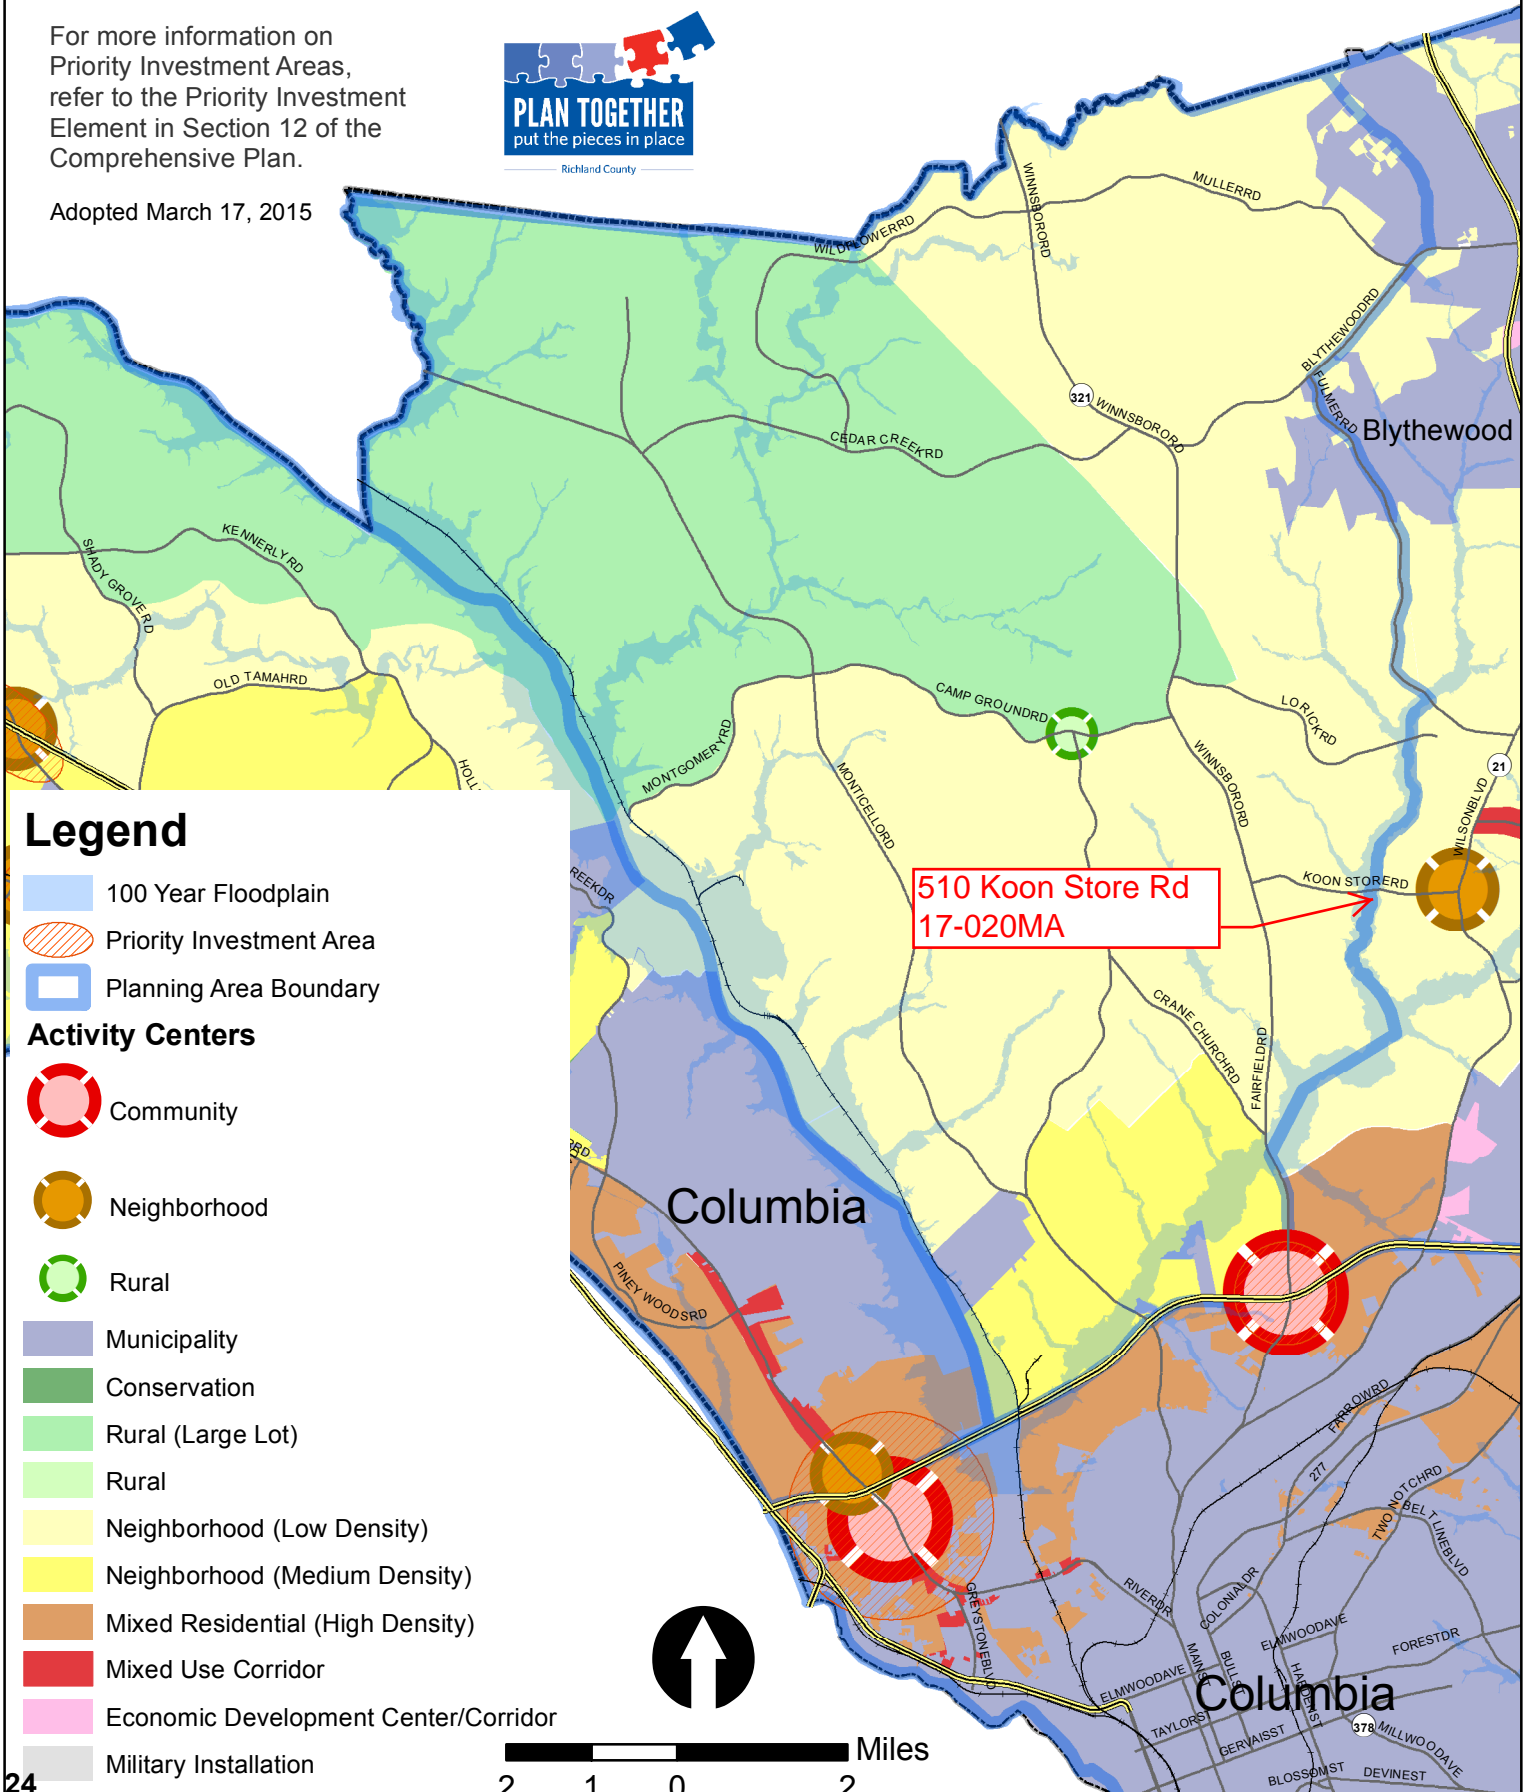 For more information on
Priority Investment Areas,
refer to the Priority Investment
Element in Section 12 of the
Comprehensive Plan.
Adopted March 17, 2015
PLAN TOGETHER
put the pieces in place
Richland County
WILDFLOWERRD
WINNSBORORD
MULLERRD
BLYTHEWOODRD
FULMERRD
321
WINNSBORORD
Blythewood
CEDAR CREEKRD
KENNERLY RD
SHADY GROVERD
OLD TAMAHRD
CAMP GROUNDRD
LORICKRD
MONTGOMERYRD
HOLL
MONTICELLORD
WINNSBORORD
21
WILSONBLVD
KOON STORERD
510 Koon Store Rd
17-020MA
REEKDR
CRANE CHURCHRD
FAIRFIELDRD
RRD
Columbia
PINEY WOODSRD
FARROWRD
277
TWO NOTCHRD
BELTLINEBLVD
GREYSTONEBLVD
RIVERDR
COLONIALDR
ELMWOODAVE
FORESTDR
MAINST
BULLST
HARDENST
ELMWOODAVE
Columbia
TAYLORST
GERVAISST
378
MILLWOODAVE
BLOSSOMST
DEVINEST
Legend
100 Year Floodplain
Priority Investment Area
Planning Area Boundary
Activity Centers
Community
Neighborhood
Rural
Municipality
Conservation
Rural (Large Lot)
Rural
Neighborhood (Low Density)
Neighborhood (Medium Density)
Mixed Residential (High Density)
Mixed Use Corridor
Economic Development Center/Corridor
Military Installation
Miles
2 1 0 2
24